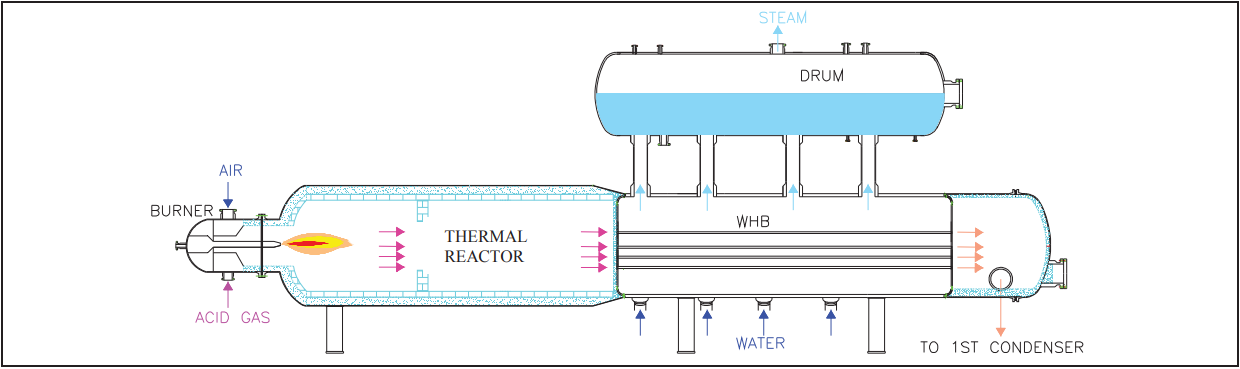 STEAM
DRUM
AIR
BURNER
WHB
THERMAL
REACTOR
ACID GAS
WATER
TO 1ST CONDENSER